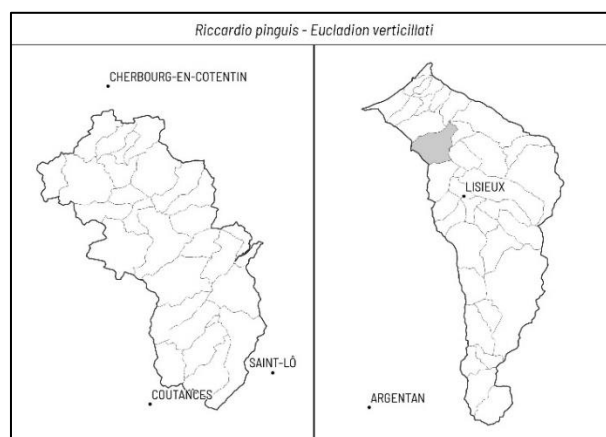 Riccardio pinguis - Eucladion verticillati
CHERBOURG-EN-COTENTIN
LISIEUX
SAINT-LÔ
COUTANCES
ARGENTAN